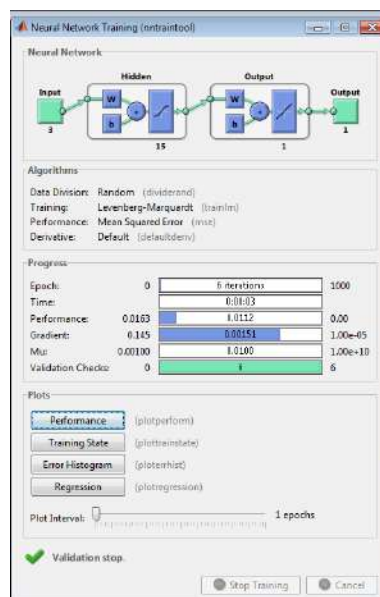 Neural Network Training (nntraintool)
Neural Network
Hidden Output
Input Output
W W
b b
3 15 1 1
Algorithms
Data Division: Random (dividerand)
Training: Levenberg-Marquardt (trainlm)
Performance: Mean Squared Error (mse)
Derivative: Default (defaultderiv)
Progress
Epoch: 0 6 iterations 1000
Time: 0:01:03
Performance: 0.0163 0.0112 0.00
Gradient: 0.145 0.00151 1.00e-05
Mu: 0.00100 0.0100 1.00e+10
Validation Checks: 0 6
Plots
Performance (plotperform)
Training State (plottrainstate)
Error Histogram (ploterrhist)
Regression (plotregression)
Plot Interval: 1 epochs
Validation stop.
Stop Training Cancel